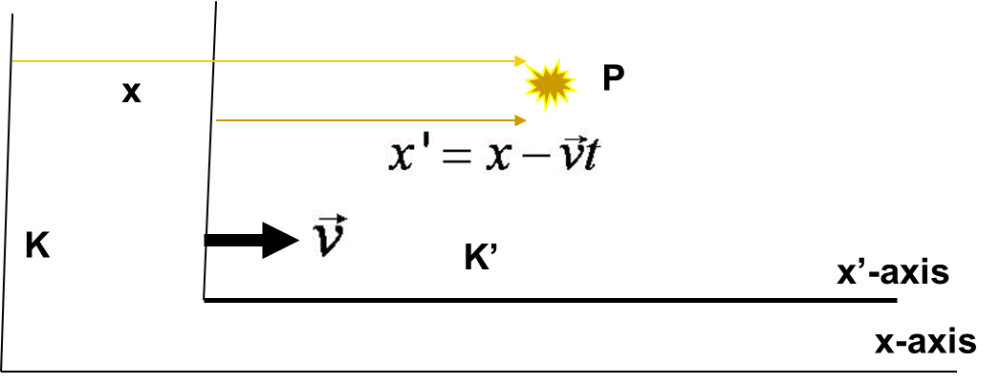 P
x
x' = x − v⃗t
K
v⃗
K’
x’-axis
x-axis